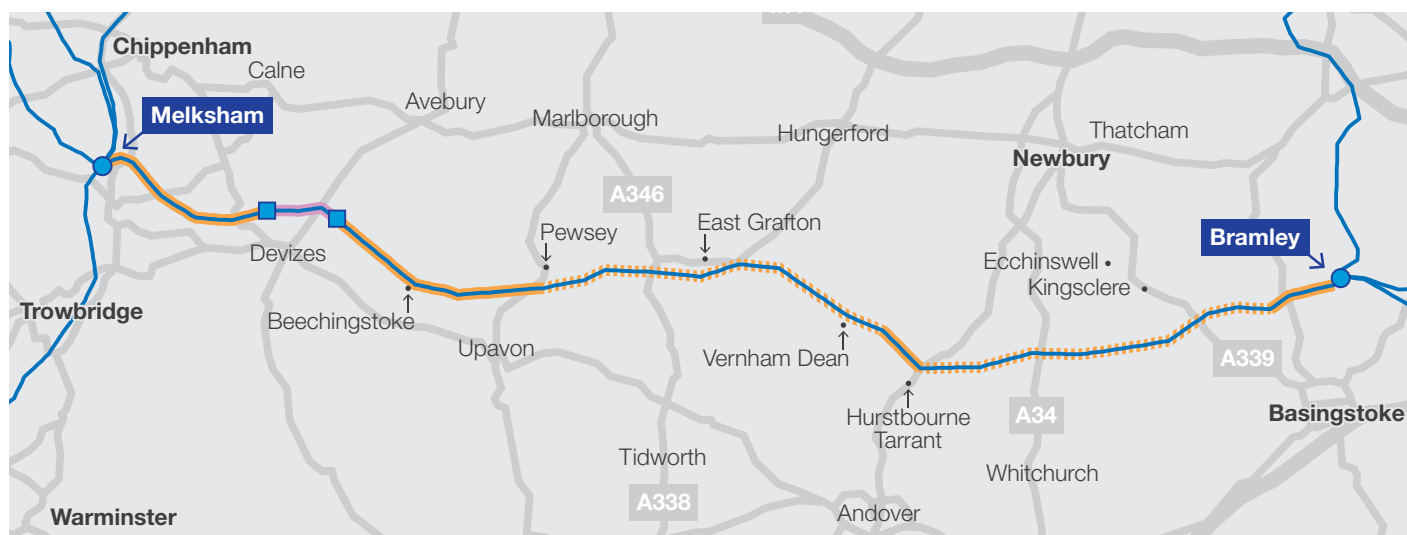 Chippenham
Calne
Melksham
Avebury
Marlborough
Hungerford
Thatcham
Newbury
A346
East Grafton
Pewsey
Bramley
Devizes
Ecchinswell
Kingsclere
Trowbridge
Beechingstoke
Upavon
Vernham Dean
A339
Hurstbourne
Tarrant
A34
Basingstoke
Tidworth
Whitchurch
A338
Andover
Warminster